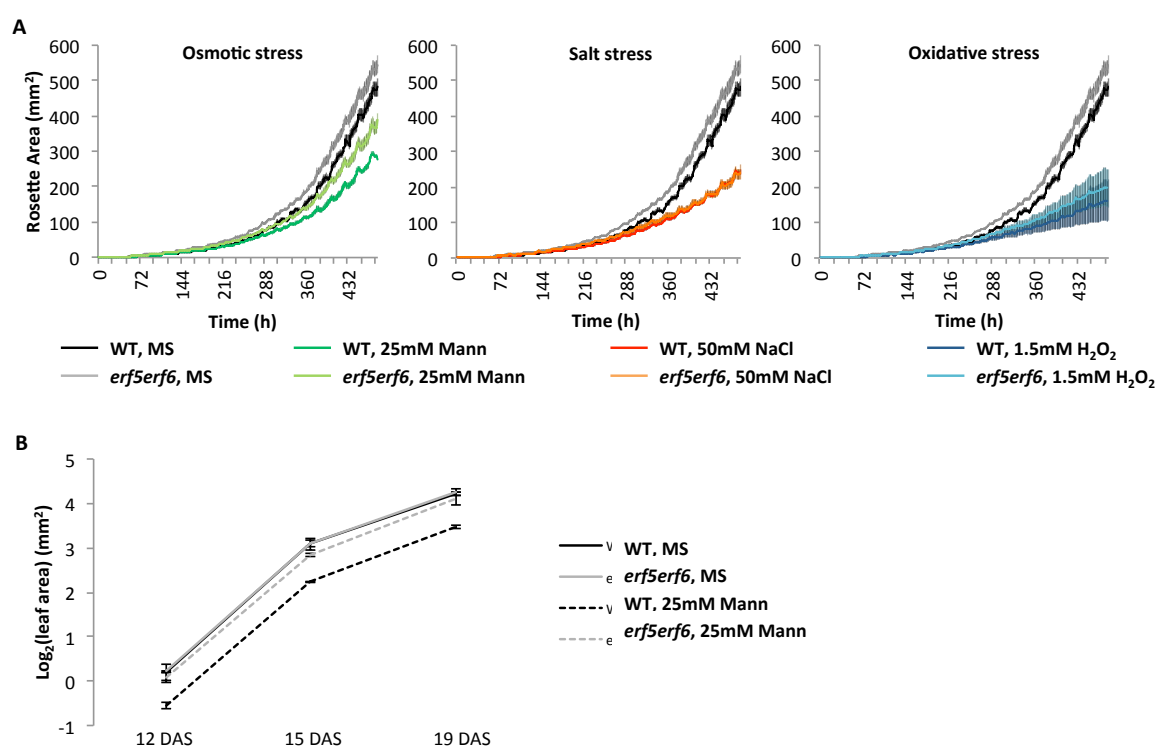 A
Osmotic stress
Salt stress
Oxidative stress
Rosette Area (mm²)
600
500
400
300
200
100
0
0 72 144 216 288 360 432
Time (h)
600
500
400
300
200
100
0
0 72 144 216 288 360 432
Time (h)
600
500
400
300
200
100
0
0 72 144 216 288 360 432
Time (h)
WT, MS
WT, 25mM Mann
WT, 50mM NaCl
WT, 1.5mM H₂O₂
erf5erf6, MS
erf5erf6, 25mM Mann
erf5erf6, 50mM NaCl
erf5erf6, 1.5mM H₂O₂
B
Log₂(leaf area) (mm²)
5
4
3
2
1
0
-1
12 DAS 15 DAS 19 DAS
WT, MS
erf5erf6, MS
WT, 25mM Mann
erf5erf6, 25mM Mann